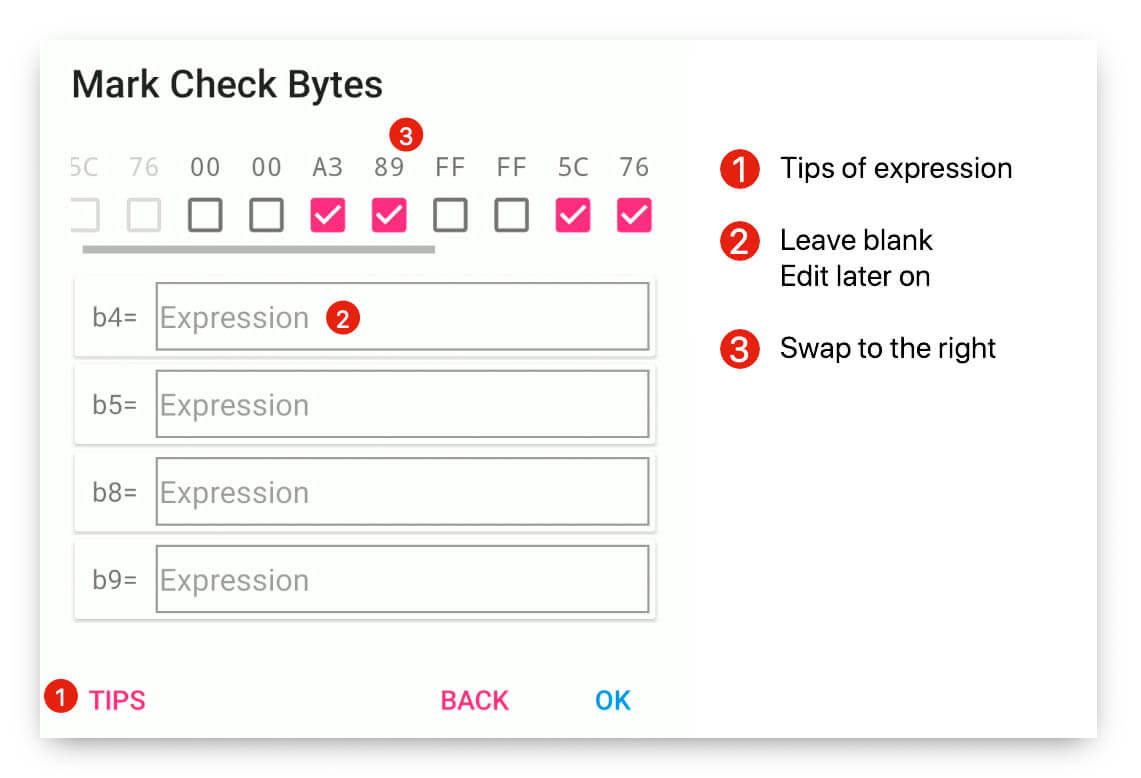 Mark Check Bytes
3
5C 76 00 00 A3 89 FF FF 5C 76
b4= Expression 2
b5= Expression
b8= Expression
b9= Expression
1 TIPS BACK OK
1 Tips of expression
2 Leave blank
Edit later on
3 Swap to the right